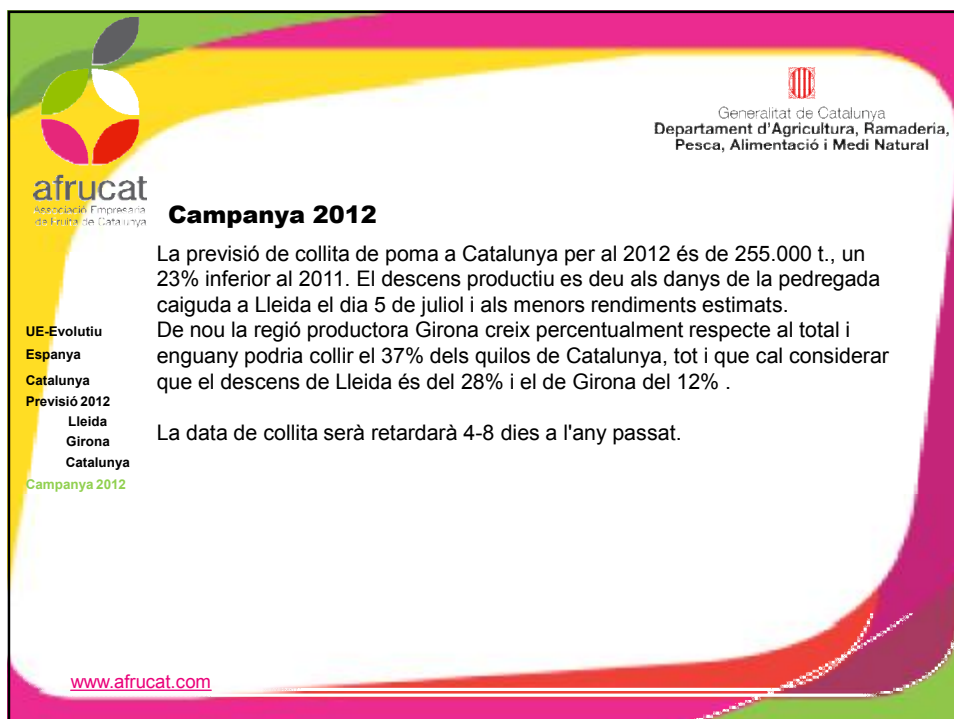 Generalitat de Catalunya
Departament d'Agricultura, Ramaderia,
Pesca, Alimentació i Medi Natural
afrucat
Associació Empresarial
de Fruita de Catalunya
Campanya 2012
La previsió de collita de poma a Catalunya per al 2012 és de 255.000 t., un
23% inferior al 2011. El descens productiu es deu als danys de la pedregada
caiguda a Lleida el dia 5 de juliol i als menors rendiments estimats.
De nou la regió productora Girona creix percentualment respecte al total i
enguany podria collir el 37% dels quilos de Catalunya, tot i que cal considerar
que el descens de Lleida és del 28% i el de Girona del 12% .
La data de collita serà retardarà 4-8 dies a l'any passat.
UE-Evolutiu
Espanya
Catalunya
Previsió 2012
Lleida
Girona
Catalunya
Campanya 2012
www.afrucat.com